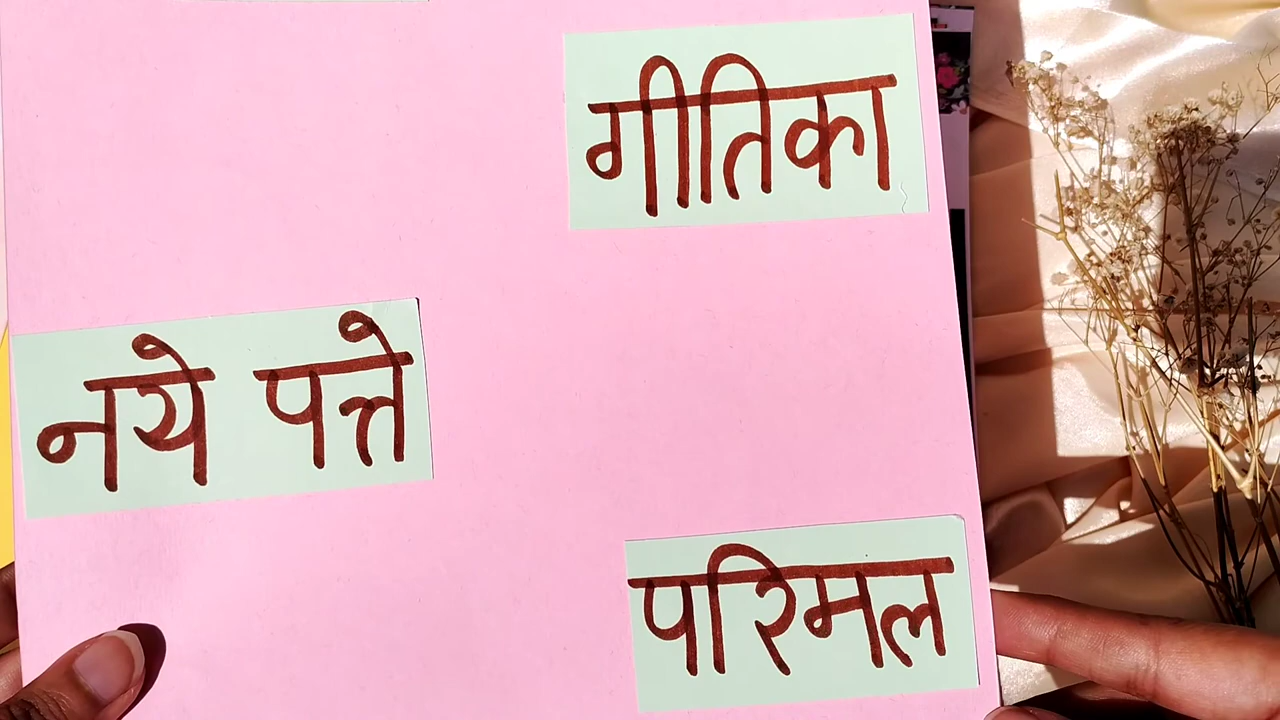 गीतिका
नये पत्ते
परिमल